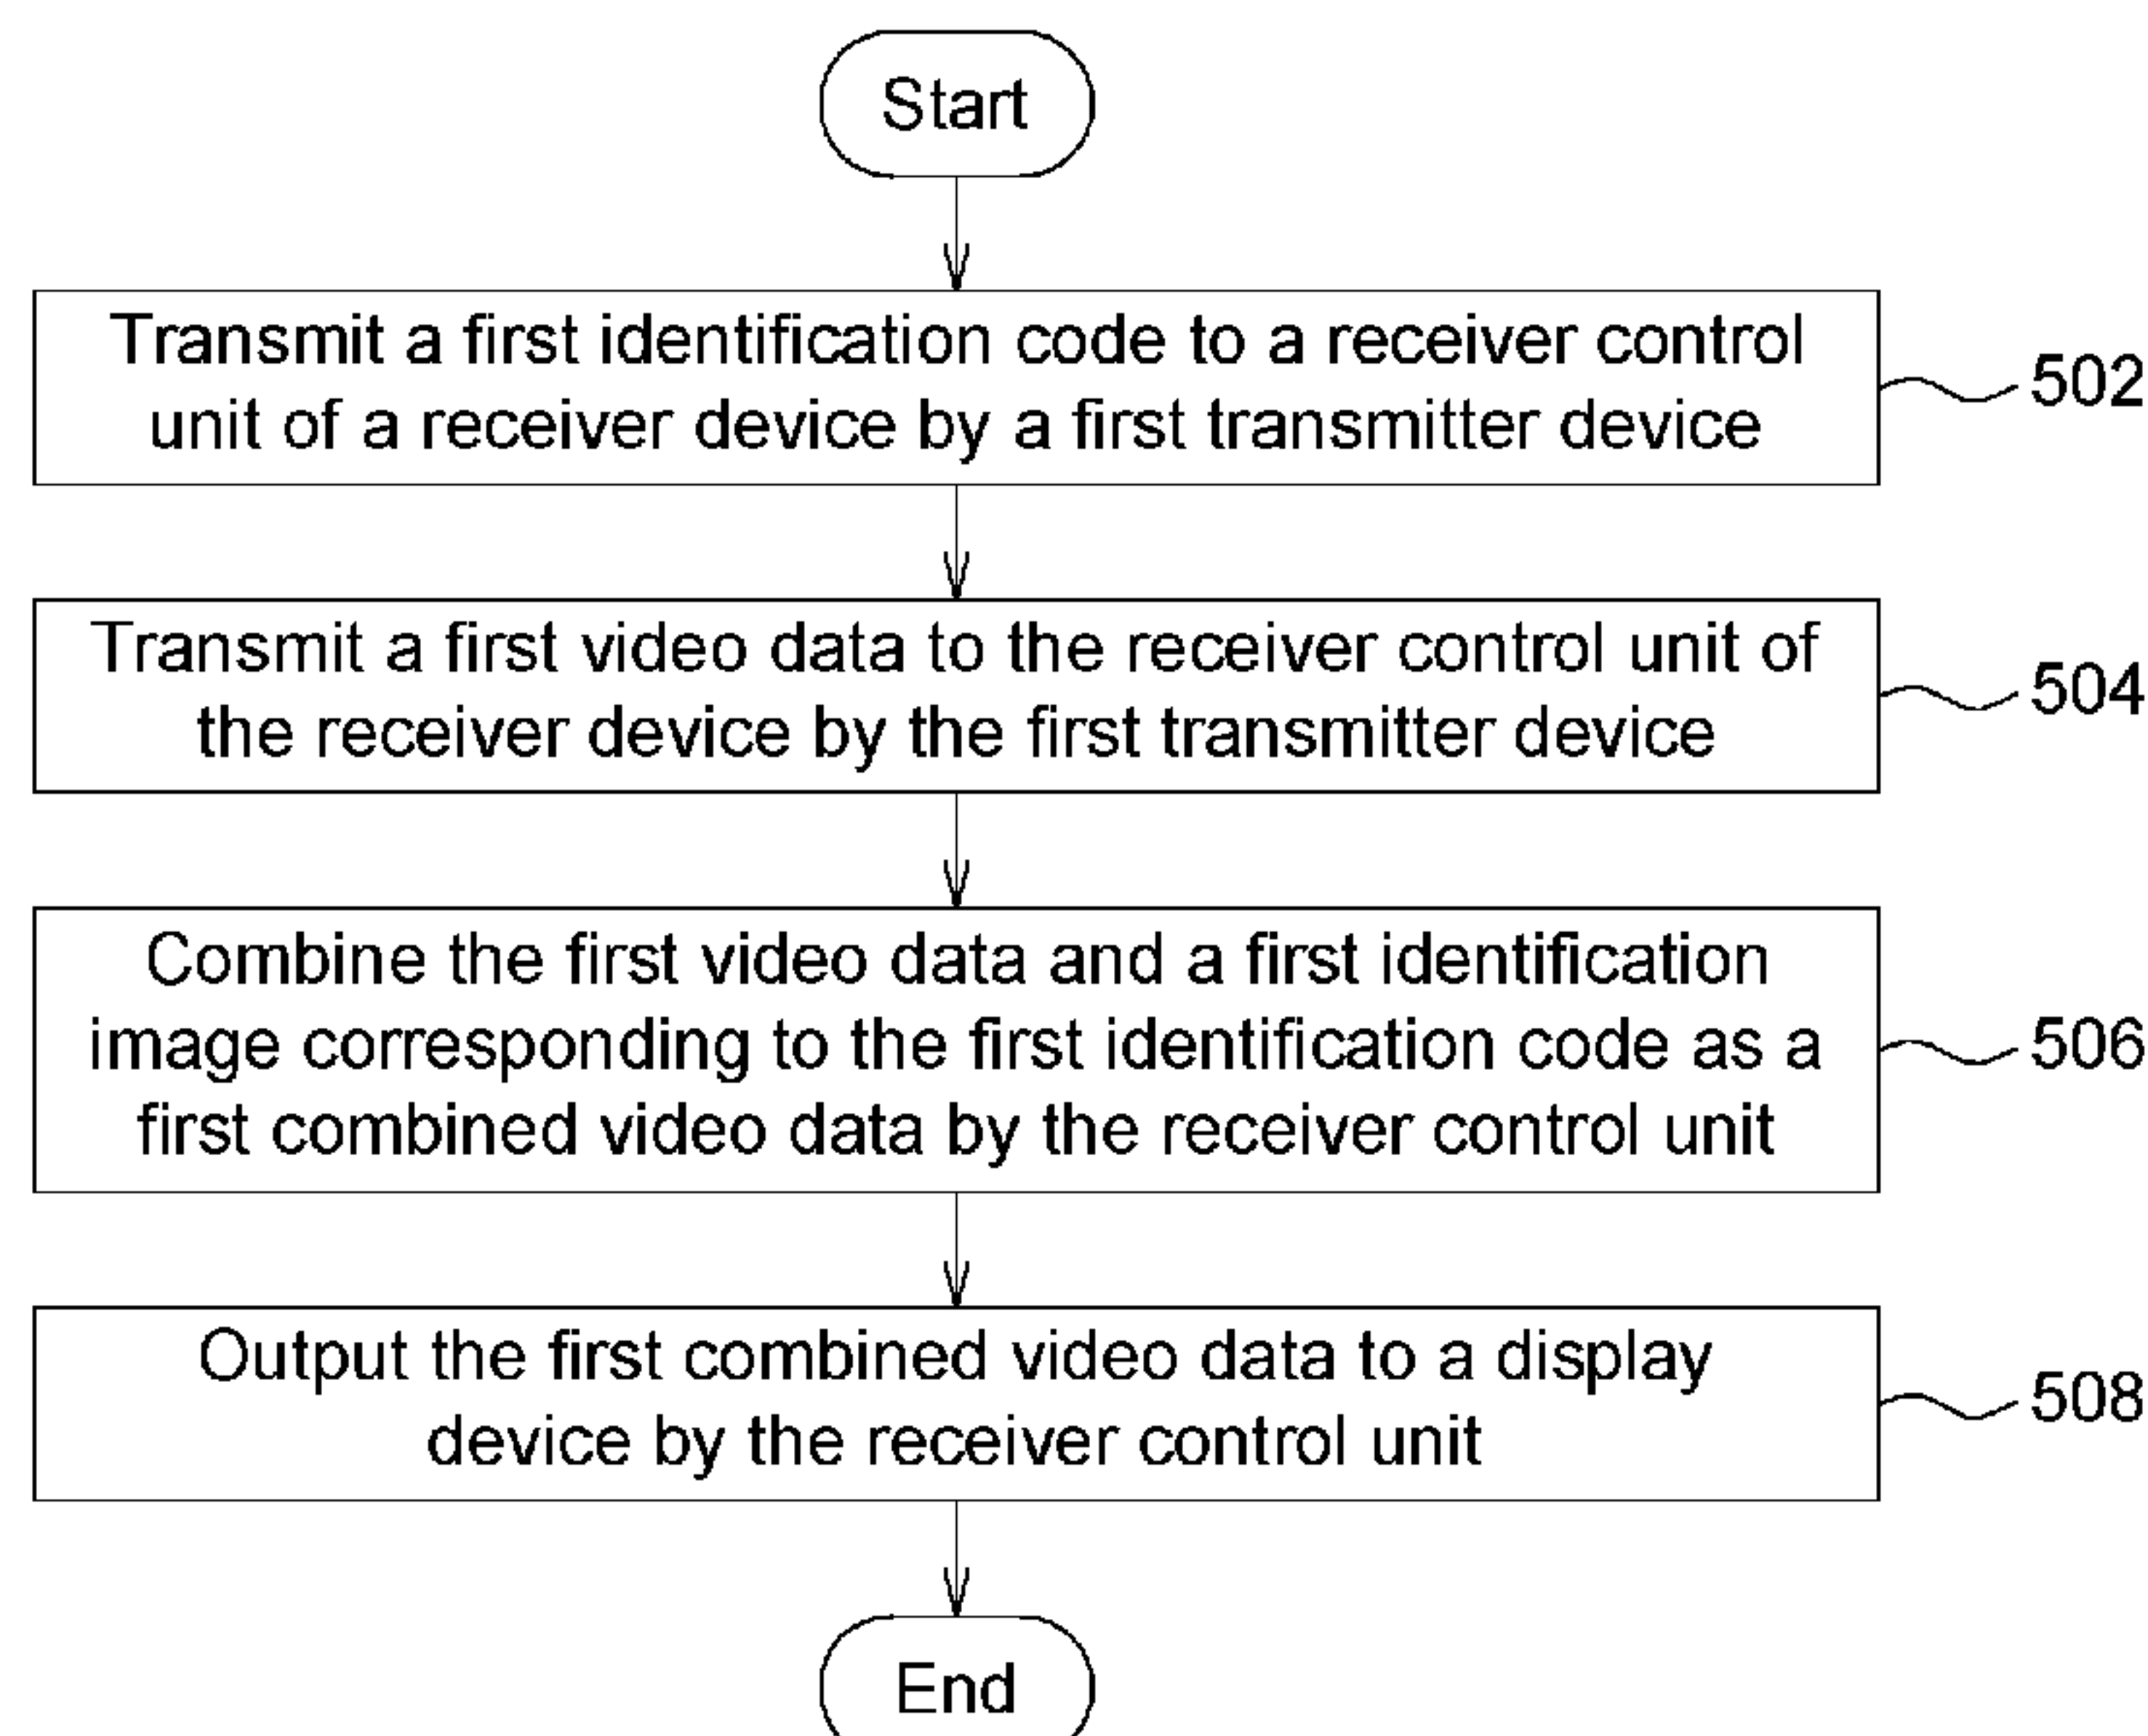 Start
Transmit a first identification code to a receiver control
unit of a receiver device by a first transmitter device
502
Transmit a first video data to the receiver control unit of
the receiver device by the first transmitter device
504
Combine the first video data and a first identification
image corresponding to the first identification code as a
first combined video data by the receiver control unit
506
Output the first combined video data to a display
device by the receiver control unit
508
End